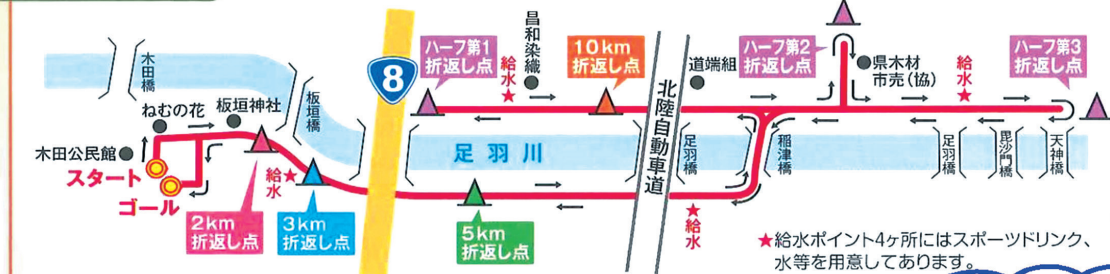 木田橋
ねむの花
板垣神社
板垣橋
木田公民館
スタート
ゴール
給水
2km
折返し点
3km
折返し点
8
ハーフ第1
折返し点
給水
昌和染織
10km
折返し点
足羽川
5km
折返し点
北陸自動車道
道端組
足羽橋
給水
ハーフ第2
折返し点
稲津橋
県木材
市売(協)
給水
ハーフ第3
折返し点
足羽橋
毘沙門橋
天神橋
★給水ポイント4ヶ所にはスポーツドリンク、
水等を用意してあります。